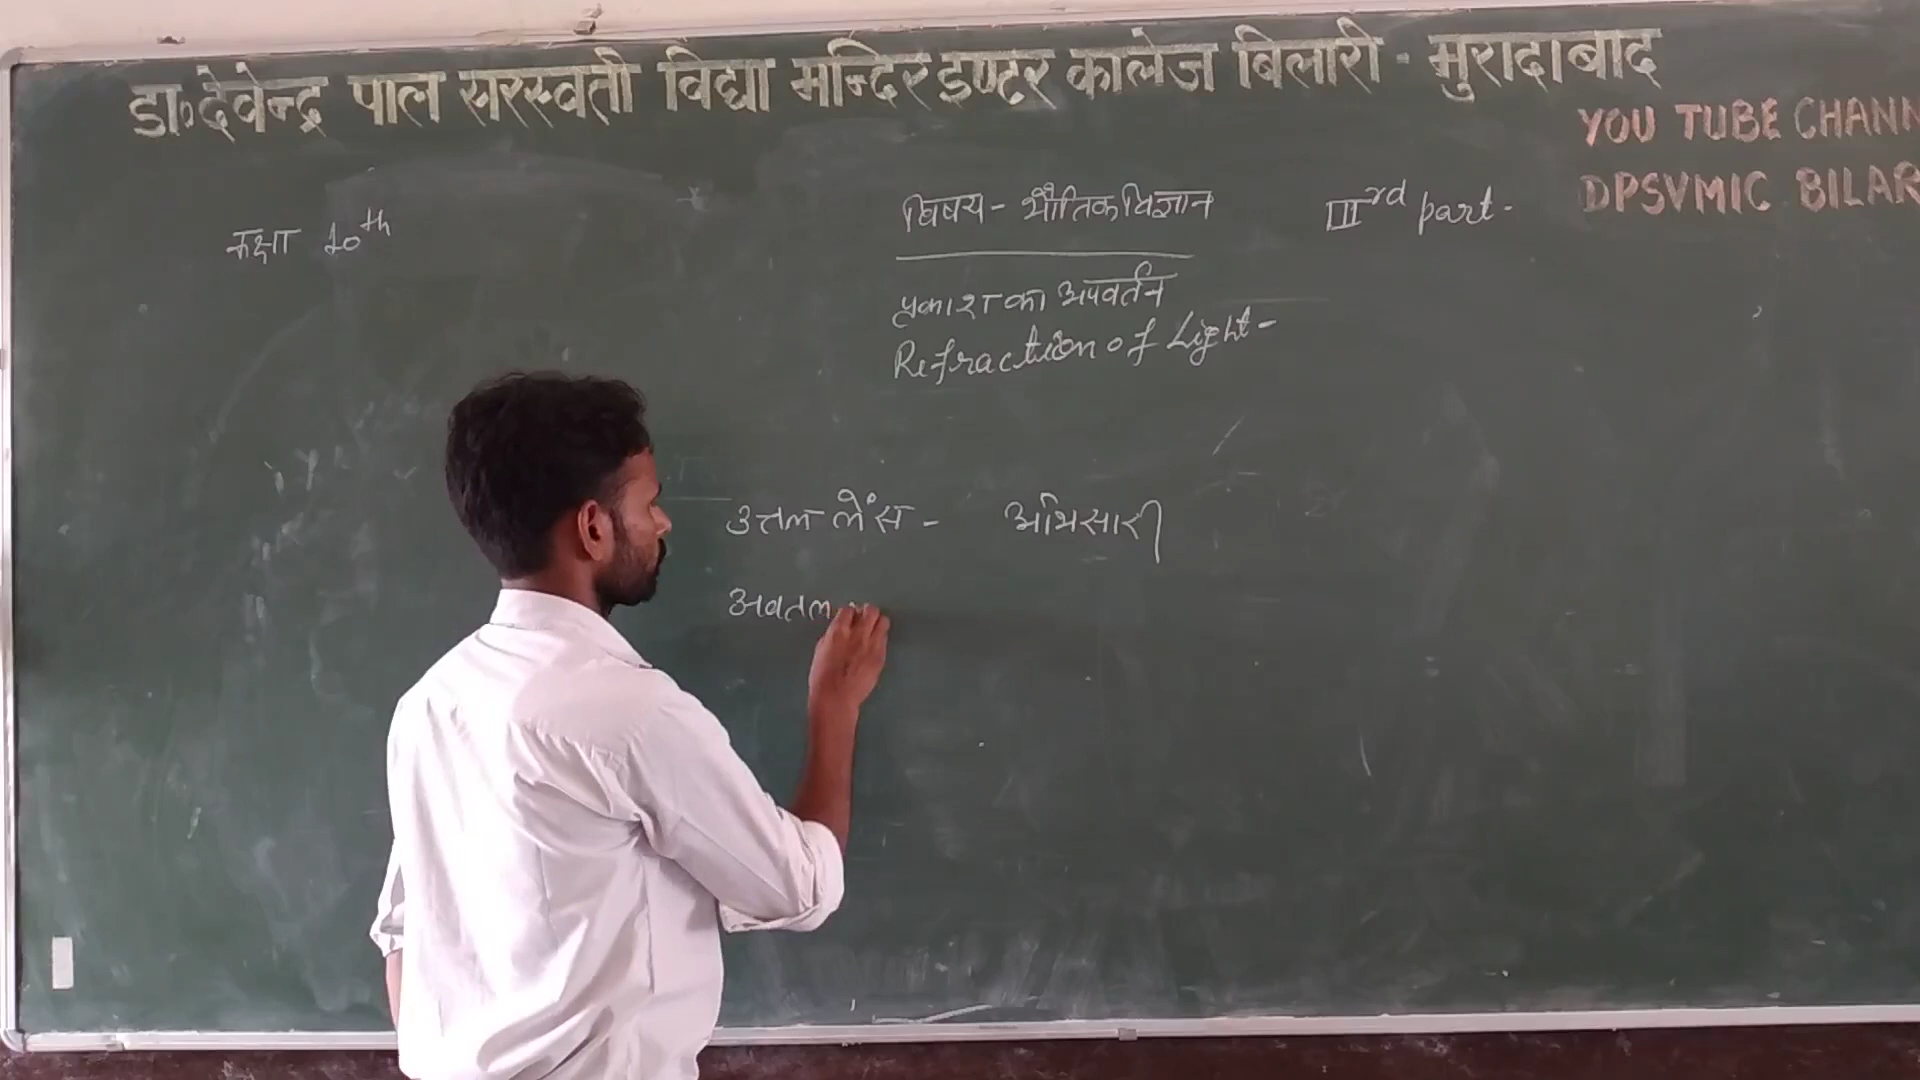 डा०देवेन्द्र पाल सरस्वती विद्या मन्दिर इण्टर कालेज बिलारी - मुरादाबाद
YOU TUBE CHANN
DPSVMIC BILAR
कक्षा 10th
विषय - भौतिक विज्ञान
IIIrd part -
प्रकाश का अपवर्तन
Refraction of Light -
उत्तल लेंस - अभिसारी
अवतल